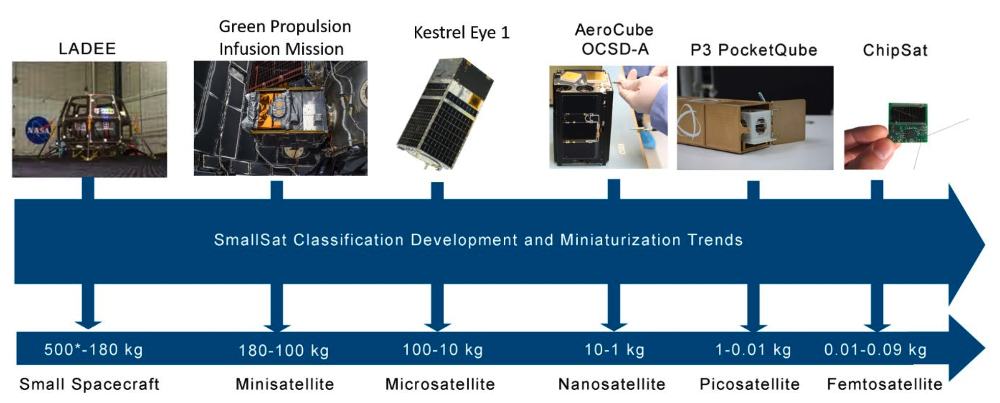 LADEE
Green Propulsion
Infusion Mission
Kestrel Eye 1
AeroCube
OCSD-A
P3 PocketQube
ChipSat
NASA
SmallSat Classification Development and Miniaturization Trends
500*-180 kg
180-100 kg
100-10 kg
10-1 kg
1-0.01 kg
0.01-0.09 kg
Small Spacecraft
Minisatellite
Microsatellite
Nanosatellite
Picosatellite
Femtosatellite